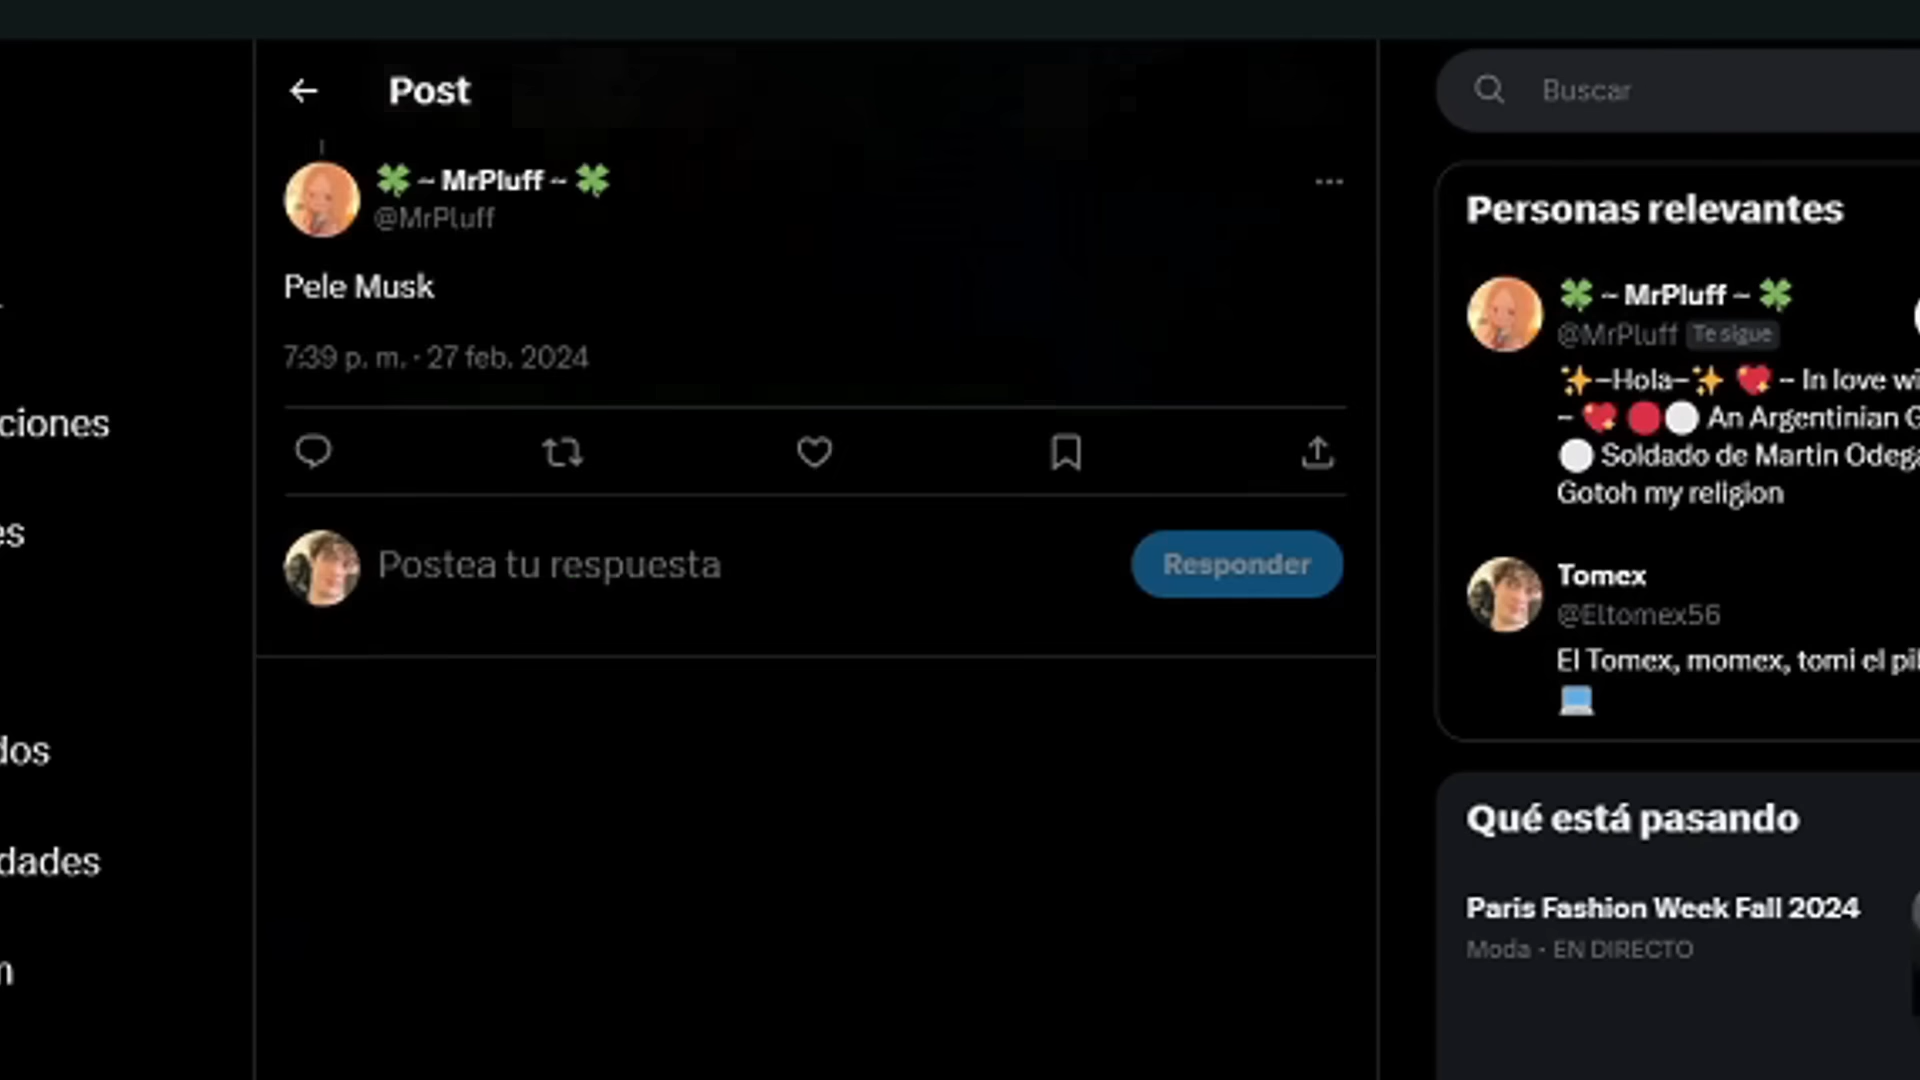 Post
Buscar
🍀 ~ MrPluff ~ 🍀
@MrPluff
Pele Musk
7:39 p. m. · 27 feb. 2024
Postea tu respuesta
Responder
ciones
es
dos
dades
m
Personas relevantes
🍀 ~ MrPluff ~ 🍀
@MrPluff Te sigue
✨~Hola~✨ 💖 ~ In love wi
~ 💖 🔴⚪ An Argentinian G
⚪ Soldado de Martin Odega
Gotoh my religion
Tomex
@Eltomex56
El Tomex, momex, tomi el pil
💻
Qué está pasando
Paris Fashion Week Fall 2024
Moda · EN DIRECTO